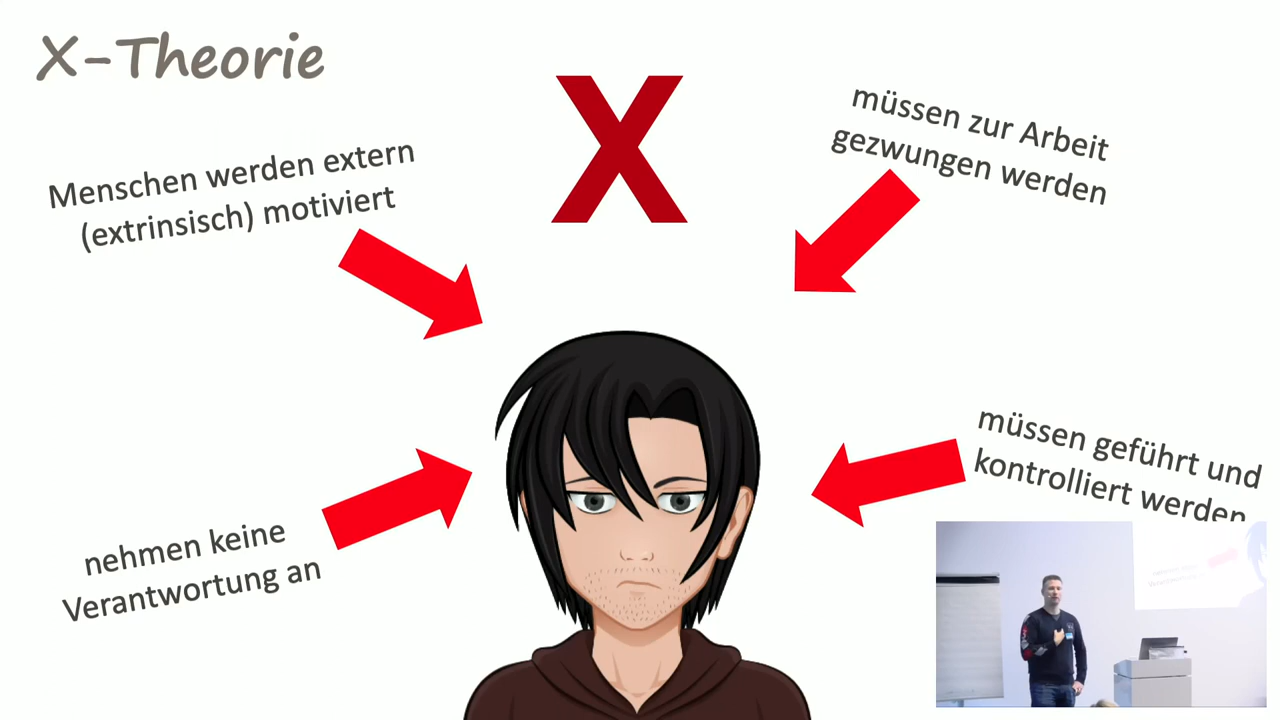 X-Theorie
X
Menschen werden extern
(extrinsisch) motiviert
müssen zur Arbeit
gezwungen werden
nehmen keine
Verantwortung an
müssen geführt und
kontrolliert werden